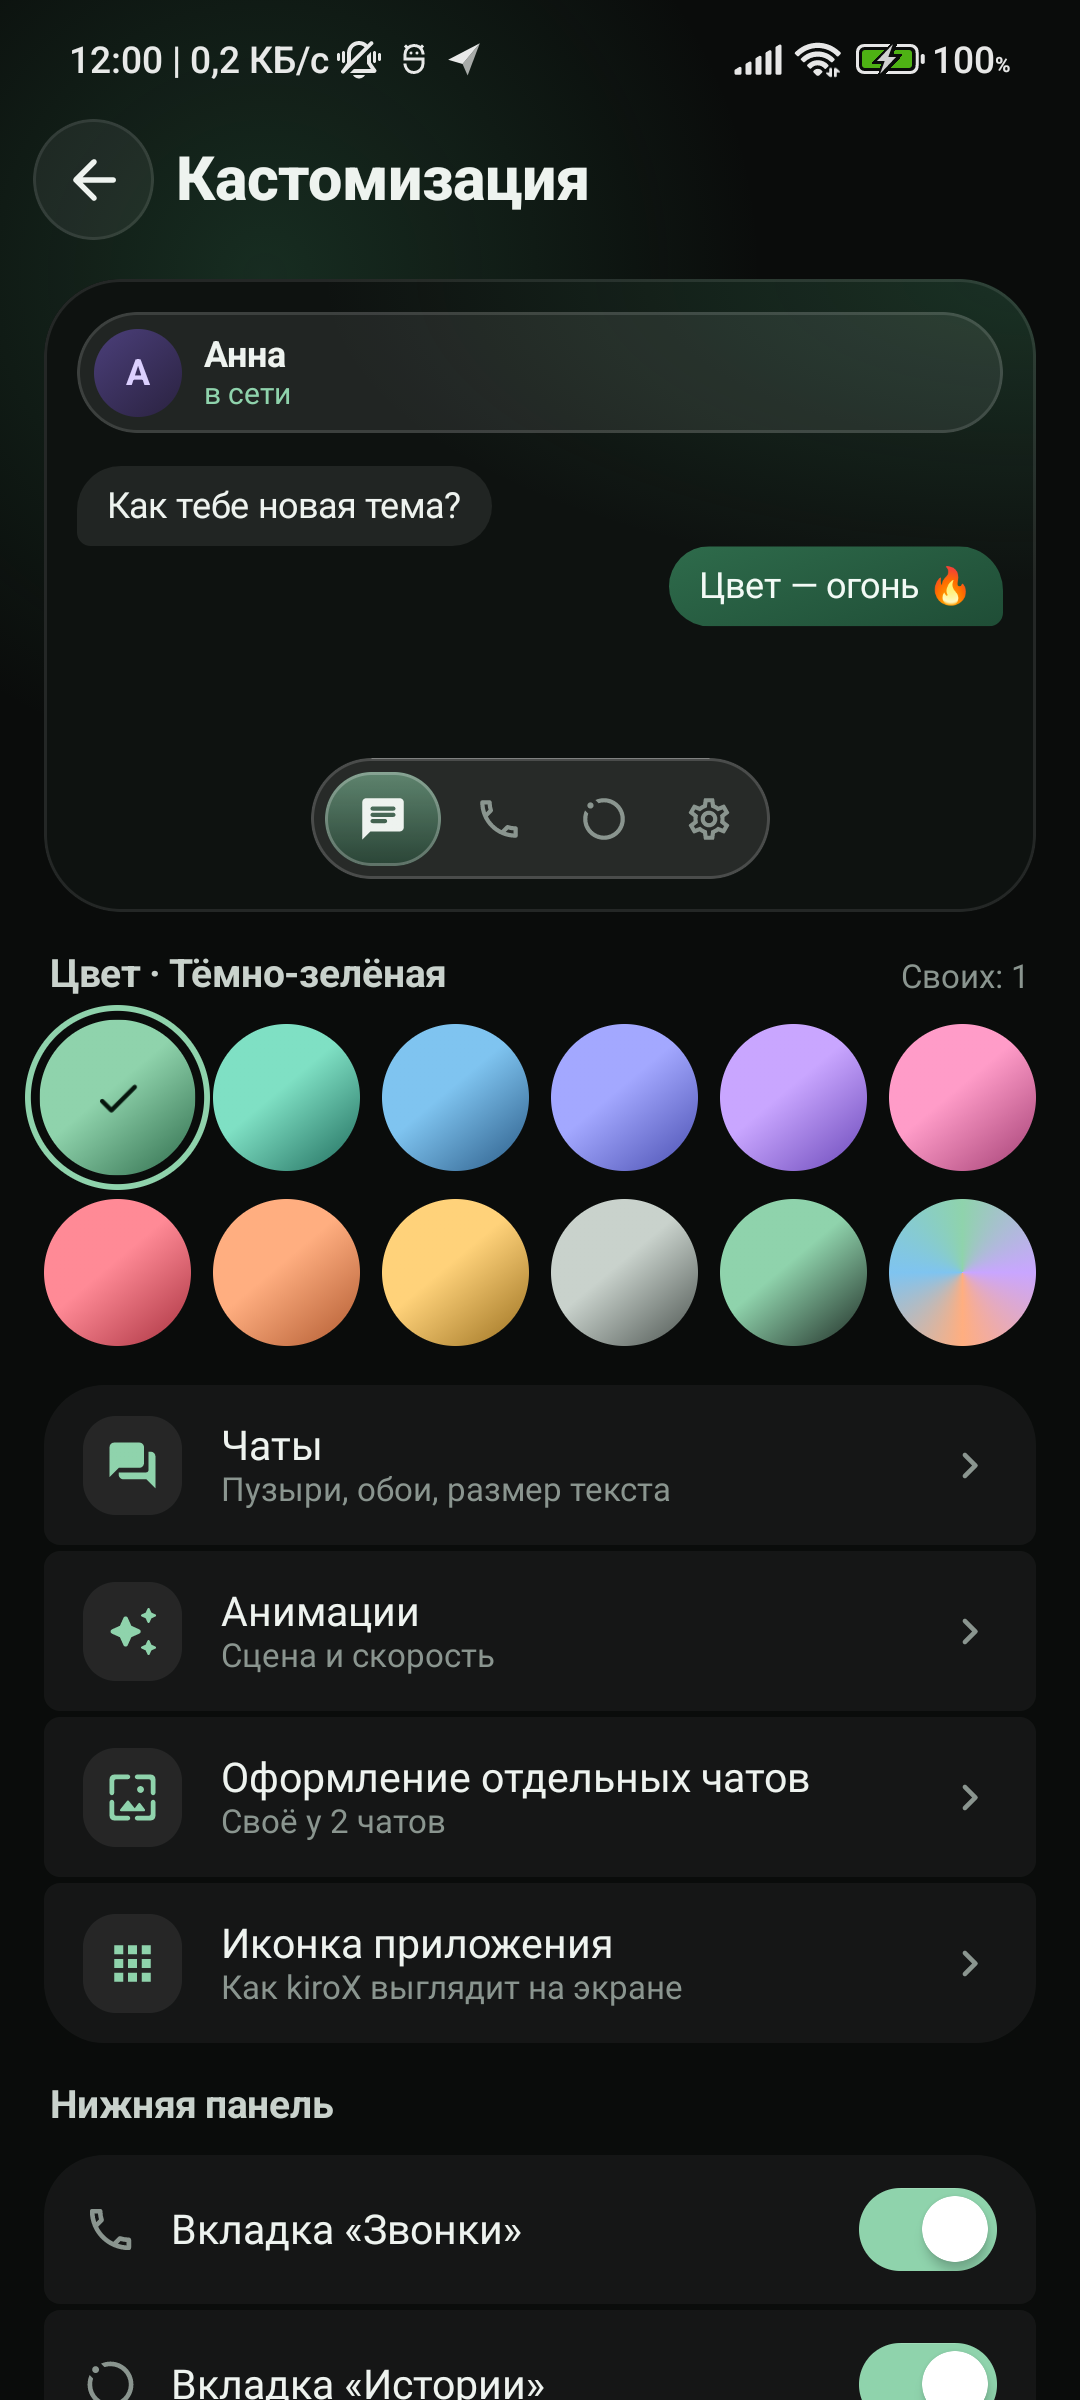 12:00 | 0,2 КБ/с 100%
Кастомизация
А
Анна
в сети
Как тебе новая тема?
Цвет — огонь 🔥
Цвет · Тёмно-зелёная
Своих: 1
Чаты
Пузыри, обои, размер текста
Анимации
Сцена и скорость
Оформление отдельных чатов
Своё у 2 чатов
Иконка приложения
Как kiroX выглядит на экране
Нижняя панель
Вкладка «Звонки»
Вкладка «Истории»